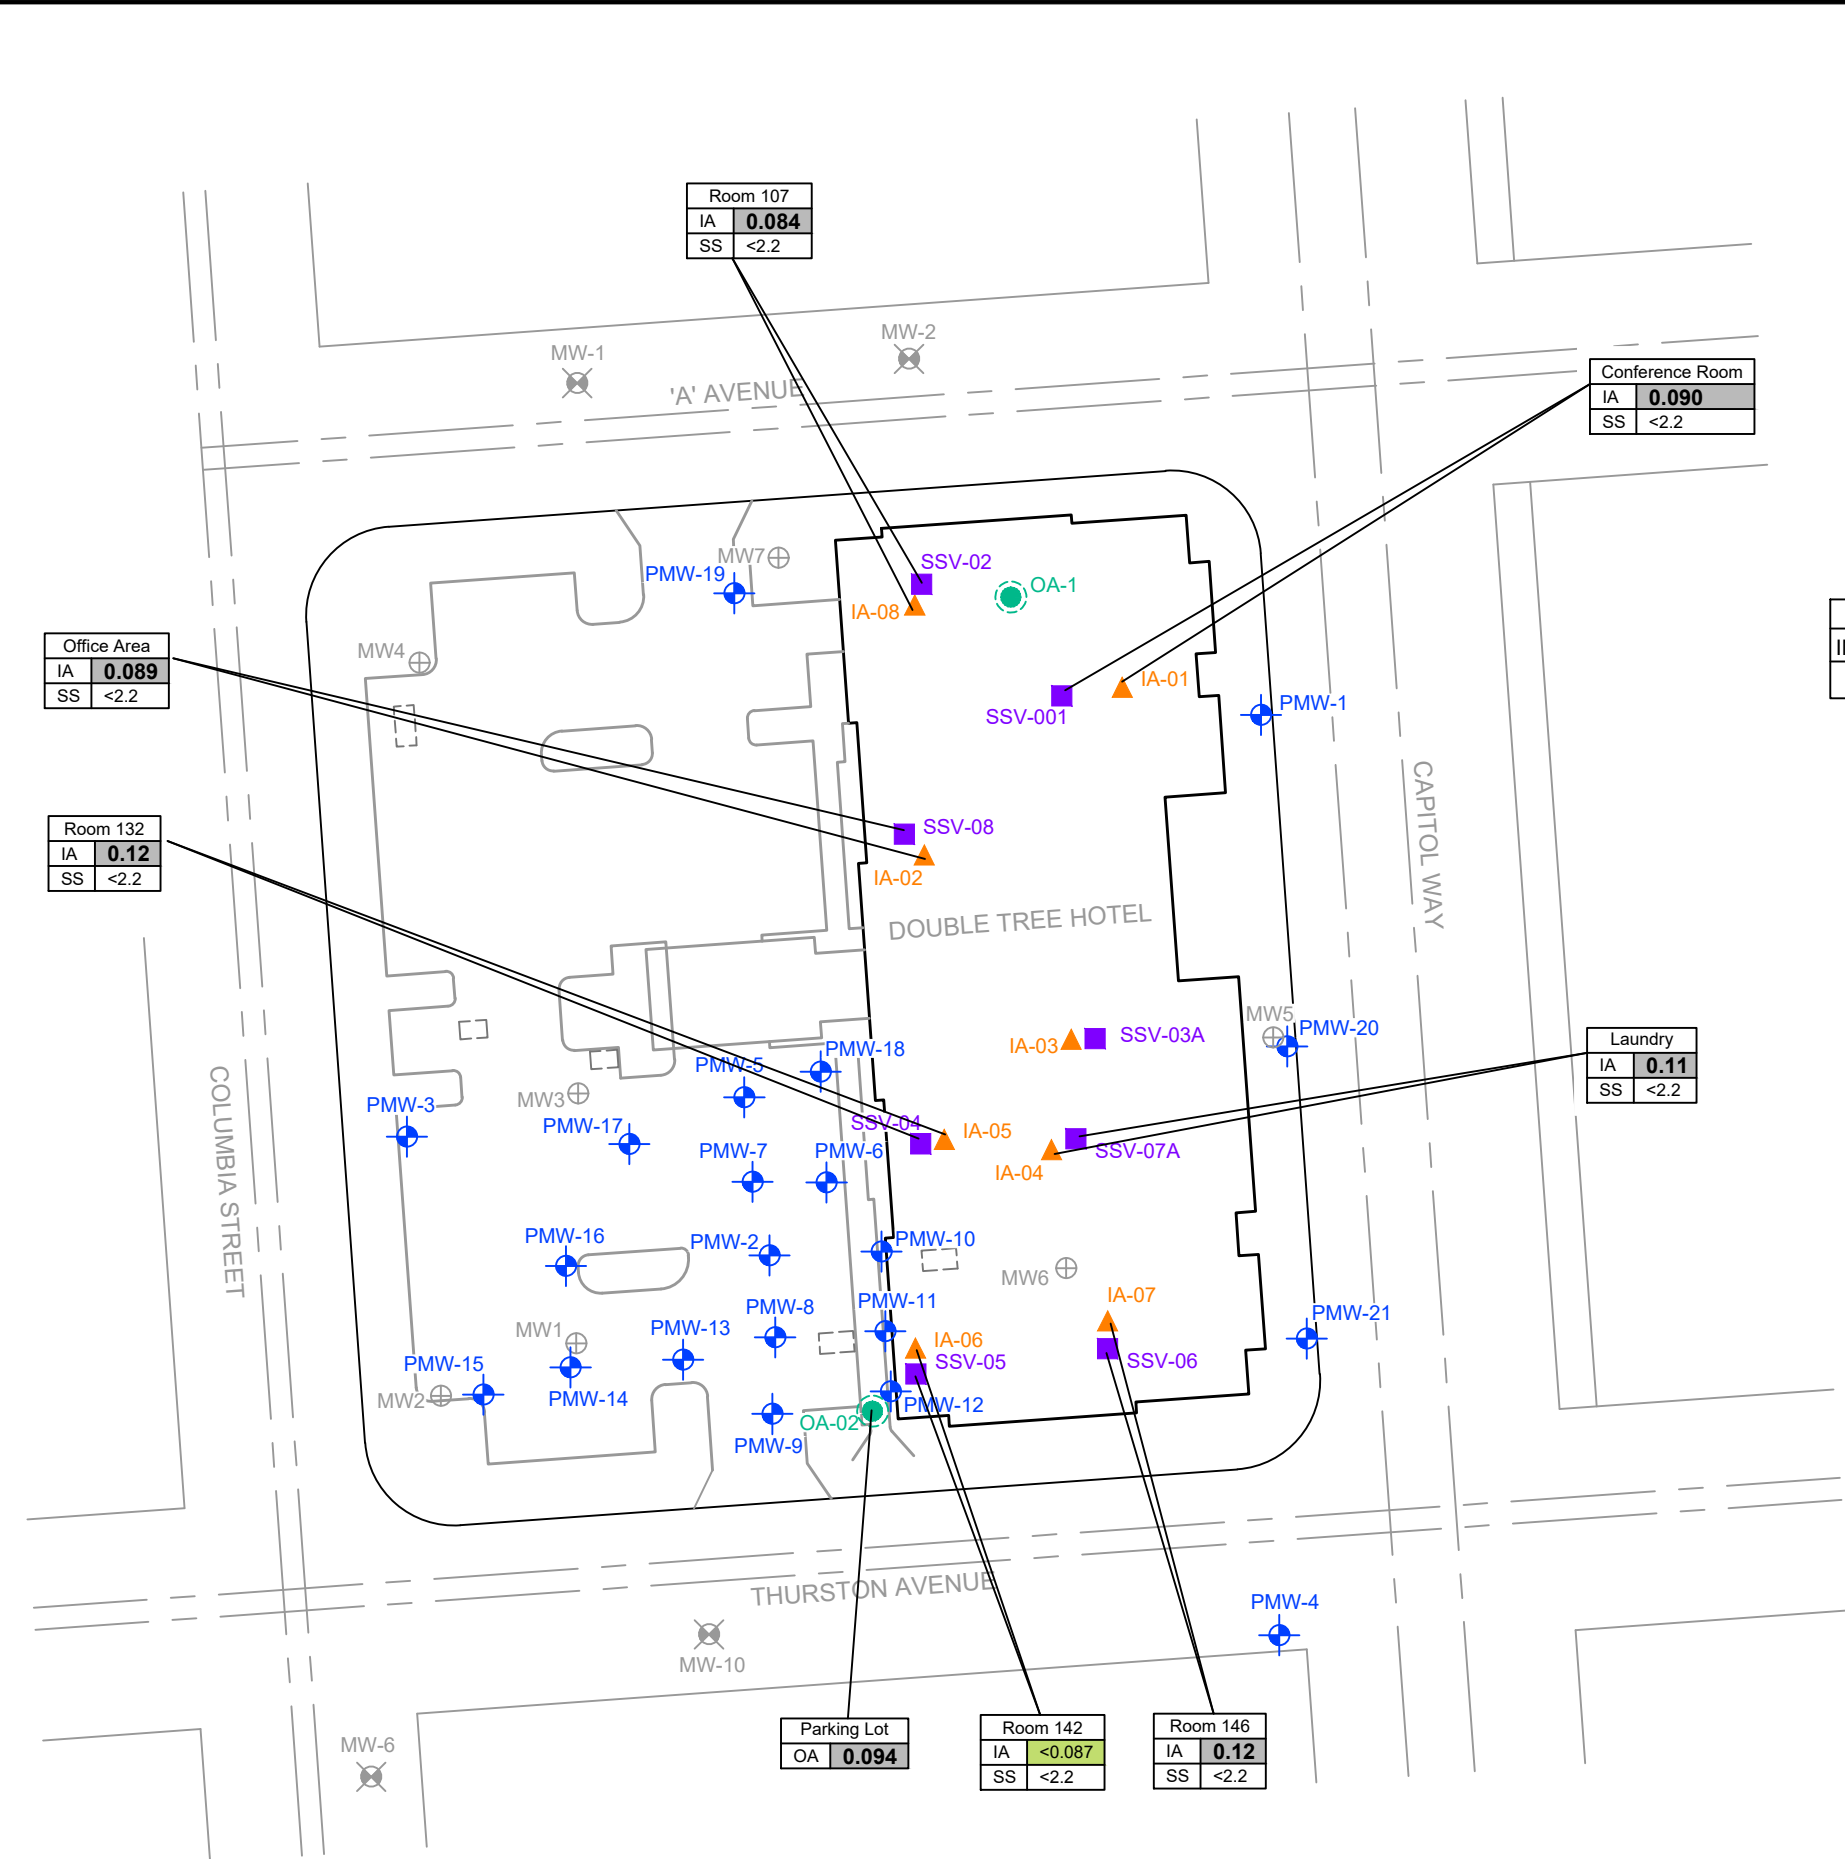 Room 107
IA 0.084
SS <2.2
MW-2
MW-1
'A' AVENUE
Conference Room
IA 0.090
SS <2.2
MW7
SSV-02
PMW-19
OA-1
IA-08
Office Area
IA 0.089
SS <2.2
MW4
IA-01
SSV-001
PMW-1
CAPITOL WAY
Room 132
IA 0.12
SS <2.2
SSV-08
IA-02
DOUBLE TREE HOTEL
MW5
PMW-20
SSV-03A
IA-03
Laundry
IA 0.11
SS <2.2
PMW-18
PMW-5
COLUMBIA STREET
MW3
PMW-3
PMW-17
SSV-04
IA-05
PMW-7
PMW-6
SSV-07A
IA-04
PMW-16
PMW-2
PMW-10
MW6
IA-07
PMW-11
PMW-8
PMW-21
MW1
PMW-13
IA-06
SSV-05
SSV-06
PMW-15
MW2
PMW-14
PMW-12
OA-02
PMW-9
THURSTON AVENUE
PMW-4
MW-10
Parking Lot
OA 0.094
Room 142
IA <0.087
SS <2.2
Room 146
IA 0.12
SS <2.2
MW-6